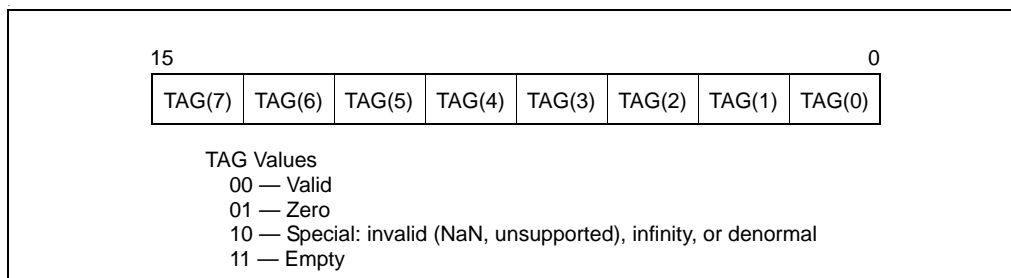 15 0
TAG(7) TAG(6) TAG(5) TAG(4) TAG(3) TAG(2) TAG(1) TAG(0)
TAG Values
00 — Valid
01 — Zero
10 — Special: invalid (NaN, unsupported), infinity, or denormal
11 — Empty